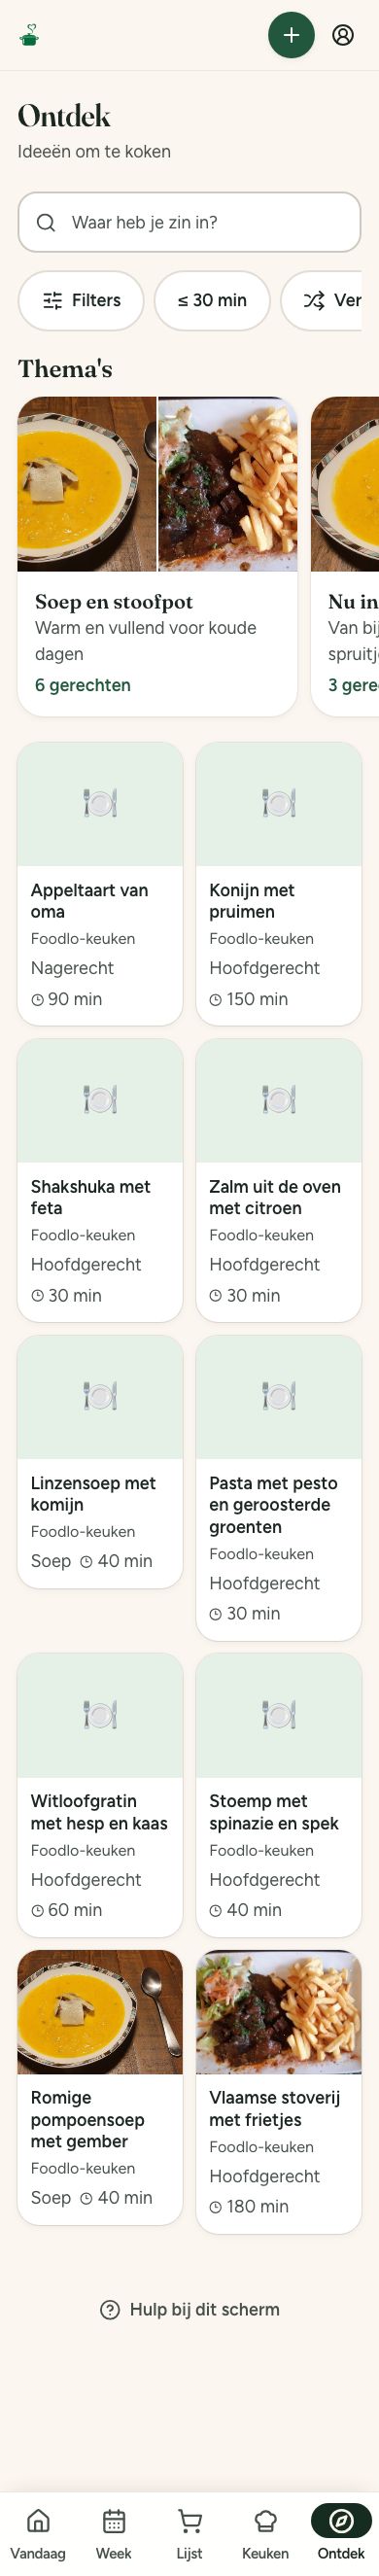 Ontdek
Ideeën om te koken
Waar heb je zin in?
Filters
≤ 30 min
Ver
Thema's
Soep en stoofpot
Warm en vullend voor koude
dagen
6 gerechten
Nu in
Van bij
spruitj
3 gere
Appeltaart van
oma
Foodlo-keuken
Nagerecht
90 min
Konijn met
pruimen
Foodlo-keuken
Hoofdgerecht
150 min
Shakshuka met
feta
Foodlo-keuken
Hoofdgerecht
30 min
Zalm uit de oven
met citroen
Foodlo-keuken
Hoofdgerecht
30 min
Linzensoep met
komijn
Foodlo-keuken
Soep 40 min
Pasta met pesto
en geroosterde
groenten
Foodlo-keuken
Hoofdgerecht
30 min
Witloofgratin
met hesp en kaas
Foodlo-keuken
Hoofdgerecht
60 min
Stoemp met
spinazie en spek
Foodlo-keuken
Hoofdgerecht
40 min
Romige
pompoensoep
met gember
Foodlo-keuken
Soep 40 min
Vlaamse stoverij
met frietjes
Foodlo-keuken
Hoofdgerecht
180 min
Hulp bij dit scherm
Vandaag
Week
Lijst
Keuken
Ontdek